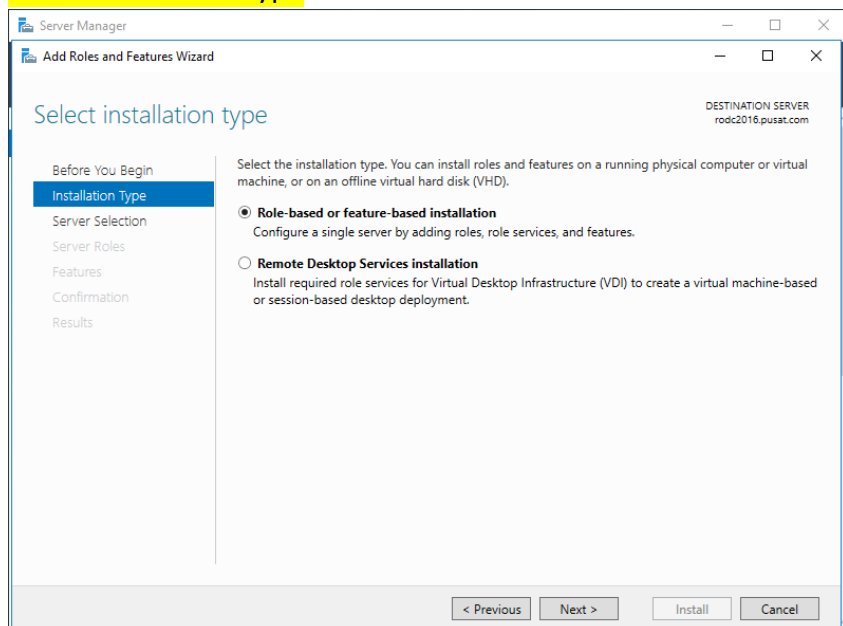 Server Manager
Add Roles and Features Wizard
Select installation type
DESTINATION SERVER
rodc2016.pusat.com
Before You Begin
Installation Type
Server Selection
Server Roles
Features
Confirmation
Results
Select the installation type. You can install roles and features on a running physical computer or virtual
machine, or on an offline virtual hard disk (VHD).
Role-based or feature-based installation
Configure a single server by adding roles, role services, and features.
Remote Desktop Services installation
Install required role services for Virtual Desktop Infrastructure (VDI) to create a virtual machine-based
or session-based desktop deployment.
< Previous
Next >
Install
Cancel